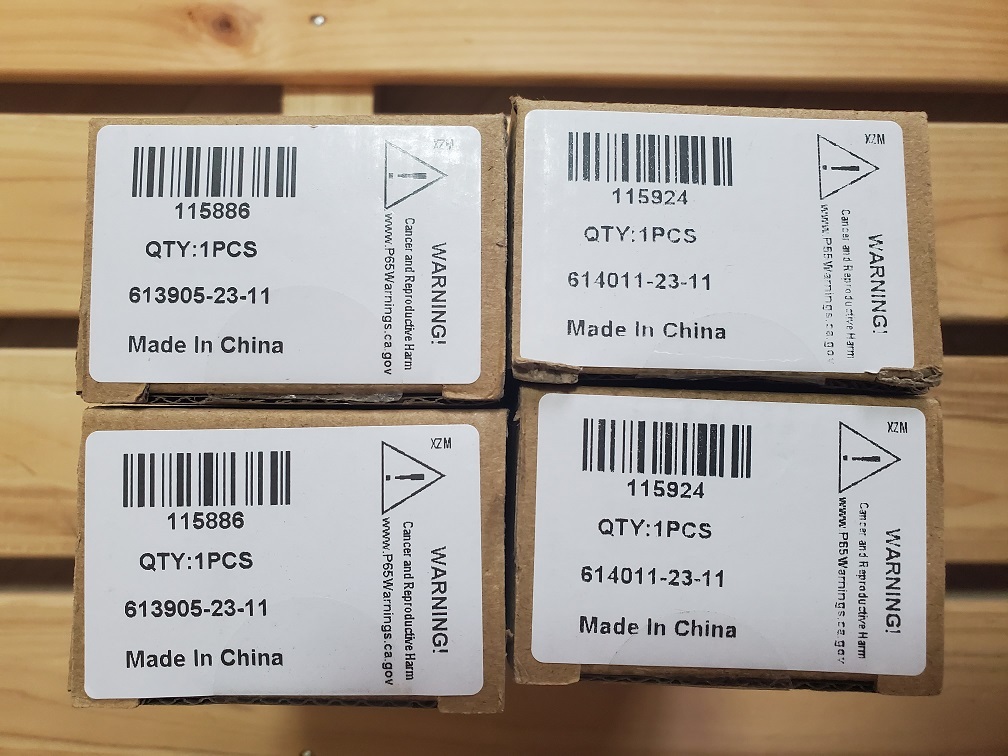 115886
QTY:1PCS
613905-23-11
Made In China
XZM
WARNING!
Cancer and Reproductive Harm
www.P65Warnings.ca.gov
115924
QTY:1PCS
614011-23-11
Made In China
XZM
WARNING!
Cancer and Reproductive Harm
www.P65Warnings.ca.gov
115886
QTY:1PCS
613905-23-11
Made In China
XZM
WARNING!
Cancer and Reproductive Harm
www.P65Warnings.ca.gov
115924
QTY:1PCS
614011-23-11
Made In China
XZM
WARNING!
Cancer and Reproductive Harm
www.P65Warnings.ca.gov